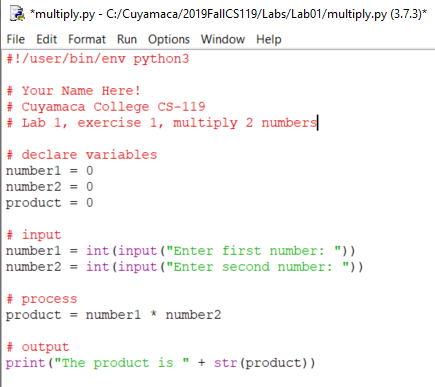 *multiply.py - C:/Cuyamaca/2019FallCS119/Labs/Lab01/multiply.py (3.7.3)*
File Edit Format Run Options Window Help
#!/user/bin/env python3
# Your Name Here!
# Cuyamaca College CS-119
# Lab 1, exercise 1, multiply 2 numbers
# declare variables
number1 = 0
number2 = 0
product = 0
# input
number1 = int(input("Enter first number: "))
number2 = int(input("Enter second number: "))
# process
product = number1 * number2
# output
print("The product is " + str(product))